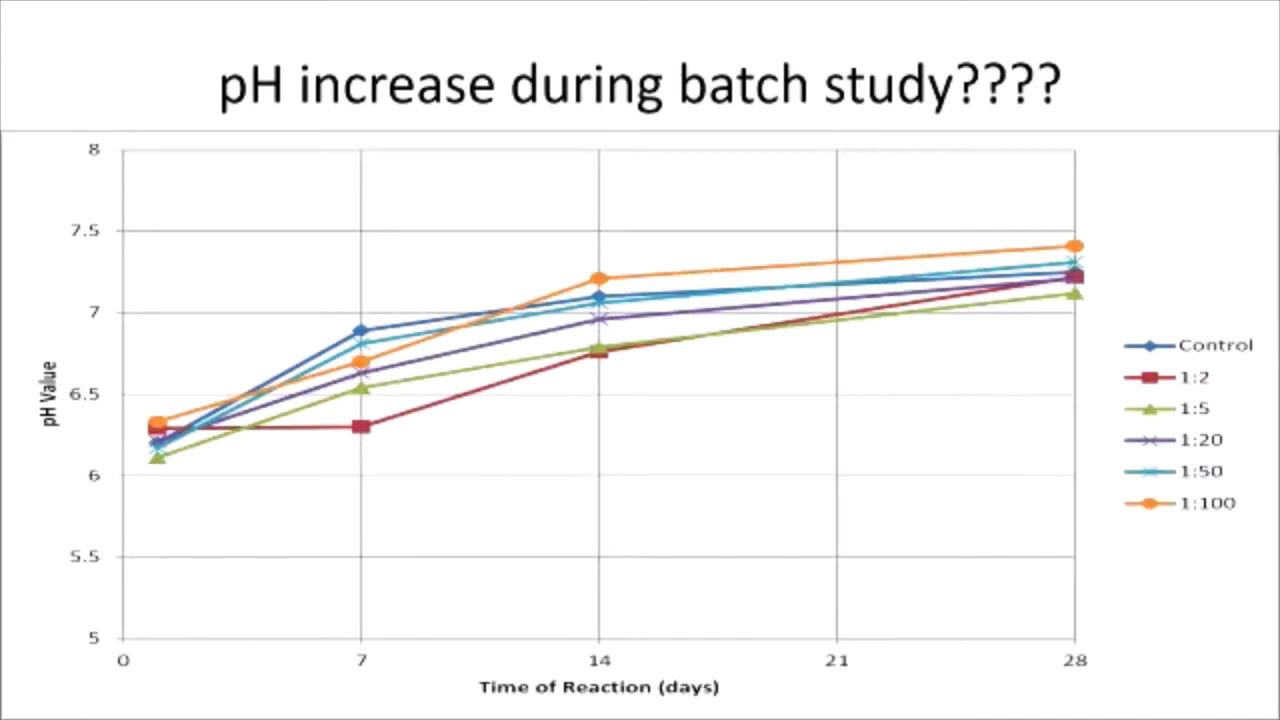 pH increase during batch study????
8
7.5
7
6.5
6
5.5
5
pH Value
0 7 14 21 28
Time of Reaction (days)
Control
1:2
1:5
1:20
1:50
1:100